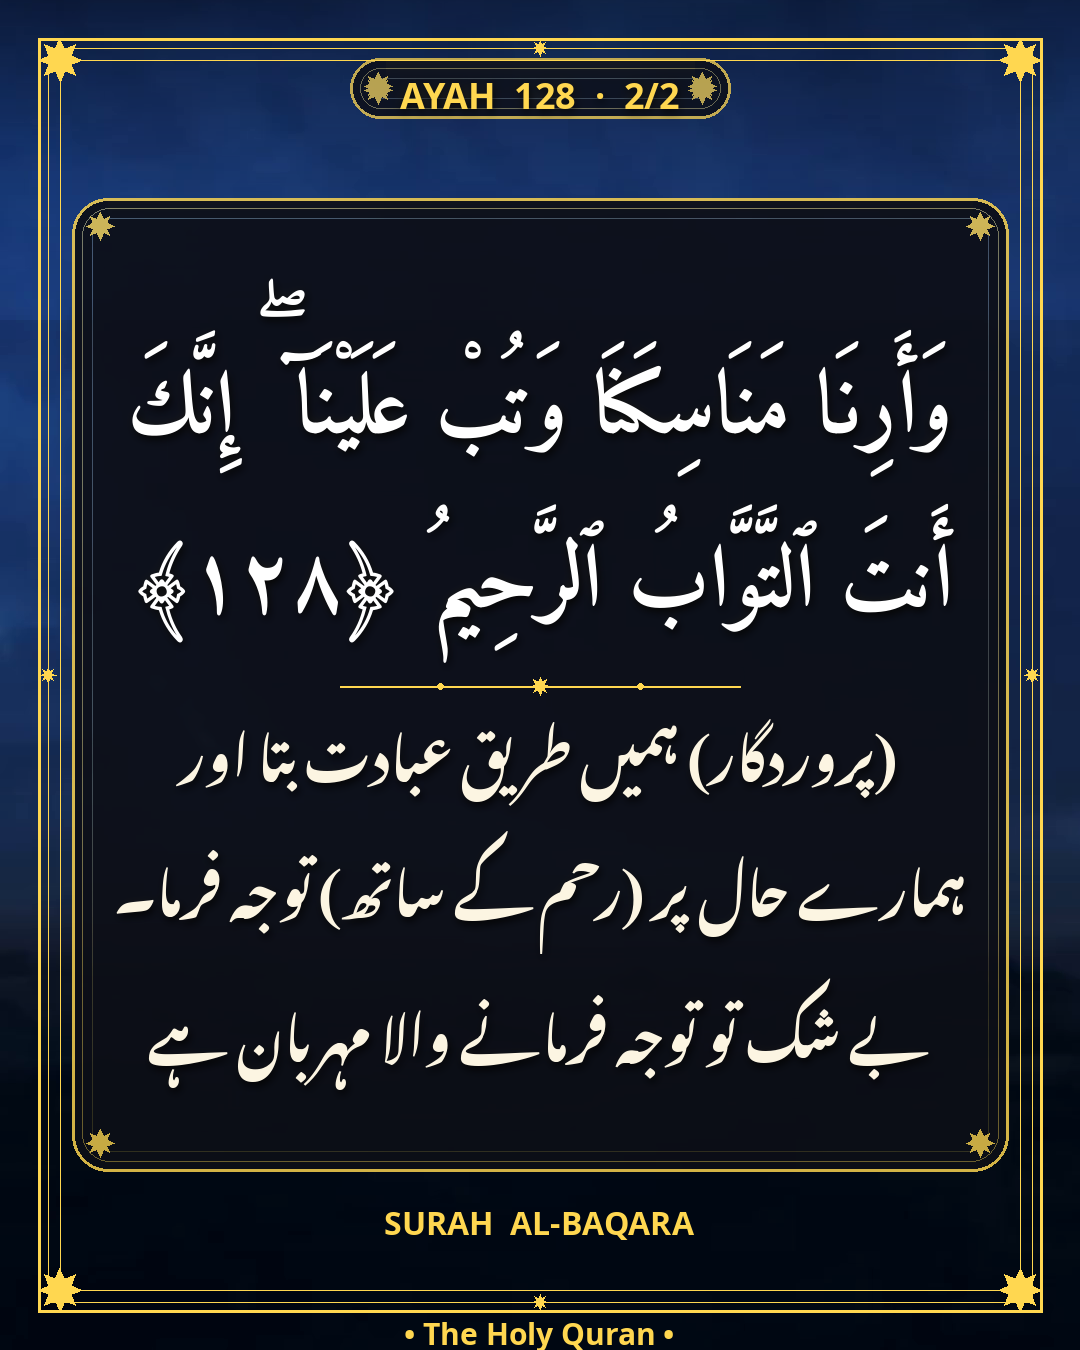 AYAH 128 · 2/2
وَأَرِنَا مَنَاسِكَنَا وَتُبْ عَلَيْنَآ ۖ إِنَّكَ
أَنتَ ٱلتَّوَّابُ ٱلرَّحِيمُ ﴿١٢٨﴾
(پروردگار) ہمیں طریق عبادت بتا اور
ہمارے حال پر (رحم کے ساتھ) توجہ فرما۔
بے شک تو توجہ فرمانے والا مہربان ہے
SURAH AL-BAQARA
• The Holy Quran •